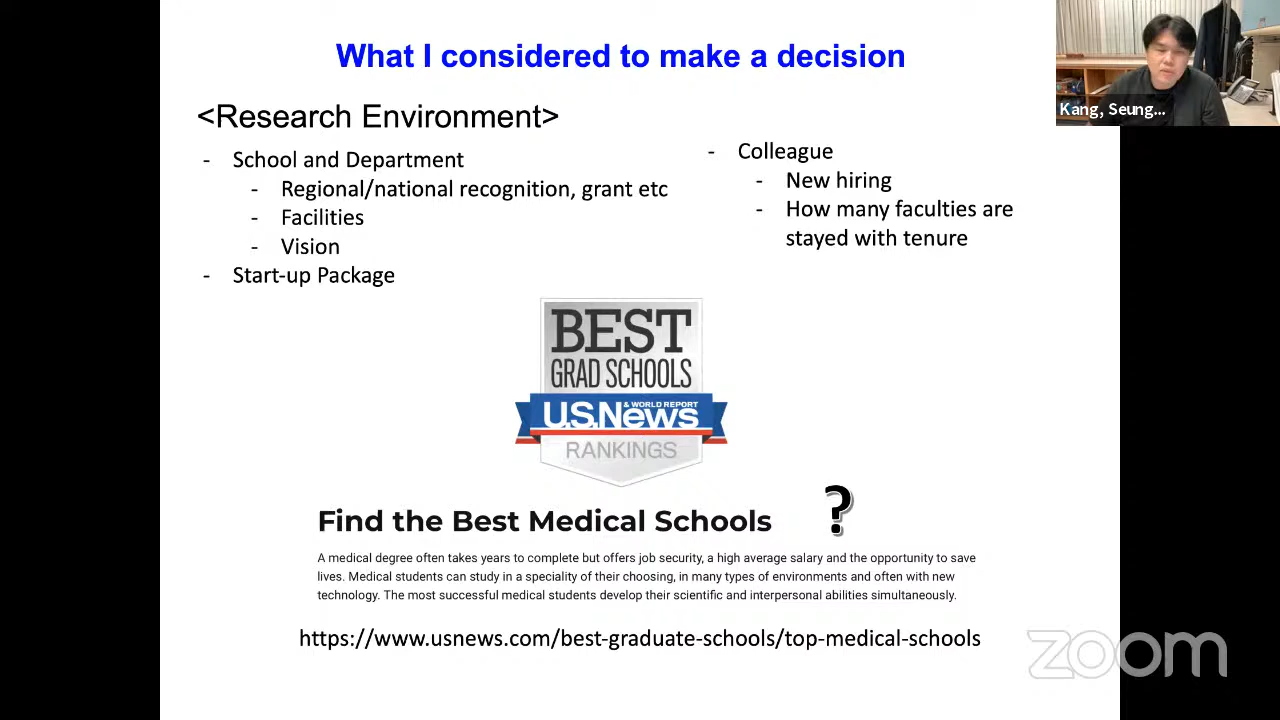 What I considered to make a decision
<Research Environment>
- School and Department
- Regional/national recognition, grant etc
- Facilities
- Vision
- Start-up Package
- Colleague
- New hiring
- How many faculties are
stayed with tenure
Kang, Seung...
BEST
GRAD SCHOOLS
& WORLD REPORT
U.S.News
RANKINGS
Find the Best Medical Schools ?
A medical degree often takes years to complete but offers job security, a high average salary and the opportunity to save
lives. Medical students can study in a speciality of their choosing, in many types of environments and often with new
technology. The most successful medical students develop their scientific and interpersonal abilities simultaneously.
https://www.usnews.com/best-graduate-schools/top-medical-schools
zoom